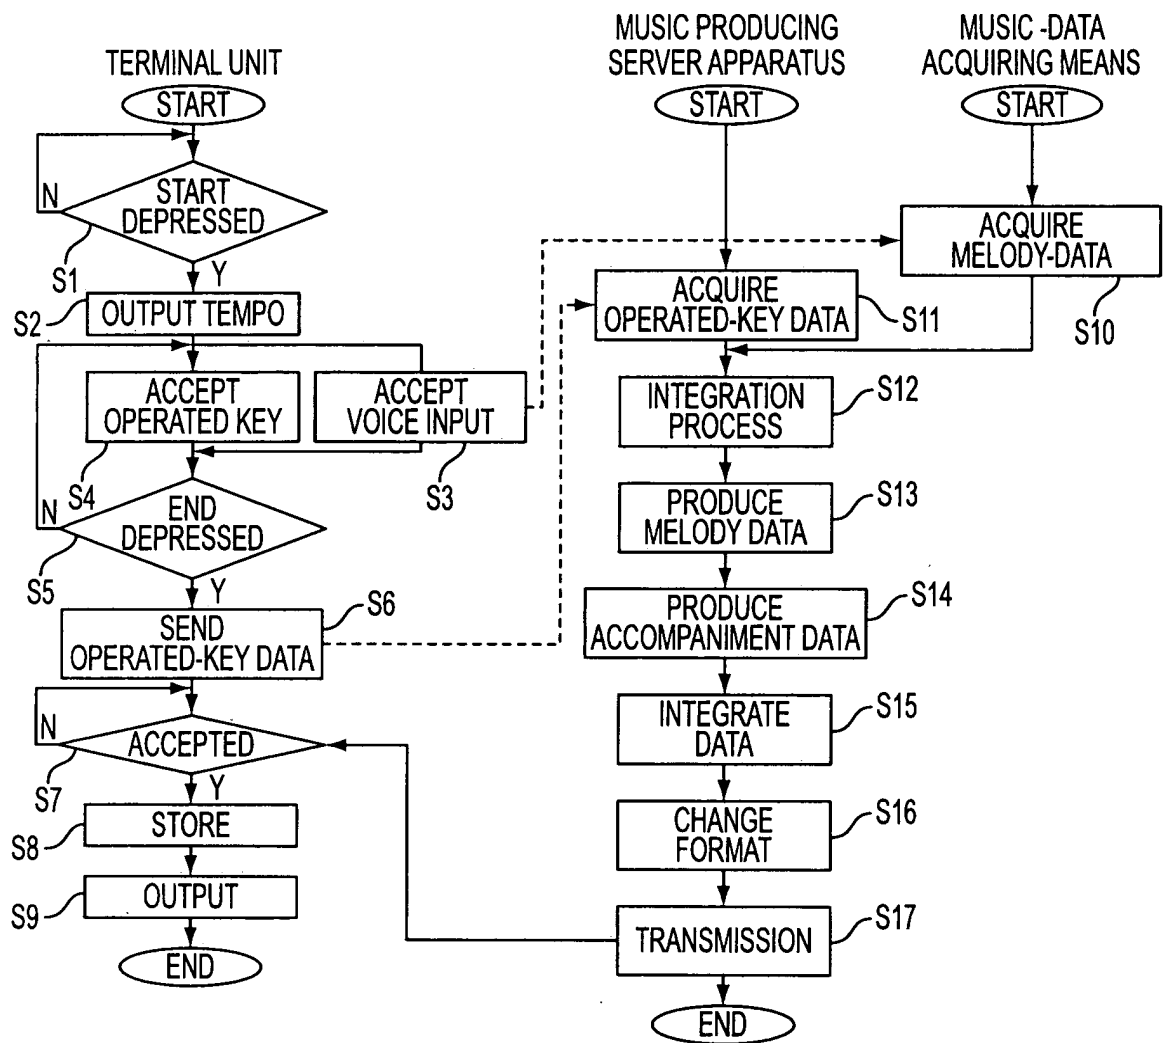 TERMINAL UNIT
START
N
START
DEPRESSED
S1
Y
S2
OUTPUT TEMPO
ACCEPT
OPERATED KEY
S4
ACCEPT
VOICE INPUT
S3
N
END
DEPRESSED
S5
Y
S6
SEND
OPERATED-KEY DATA
N
ACCEPTED
S7
Y
STORE
S8
OUTPUT
S9
END
MUSIC PRODUCING
SERVER APPARATUS
START
ACQUIRE
OPERATED-KEY DATA
S11
INTEGRATION
PROCESS
S12
PRODUCE
MELODY DATA
S13
PRODUCE
ACCOMPANIMENT DATA
S14
INTEGRATE
DATA
S15
CHANGE
FORMAT
S16
TRANSMISSION
S17
END
MUSIC -DATA
ACQUIRING MEANS
START
ACQUIRE
MELODY-DATA
S10